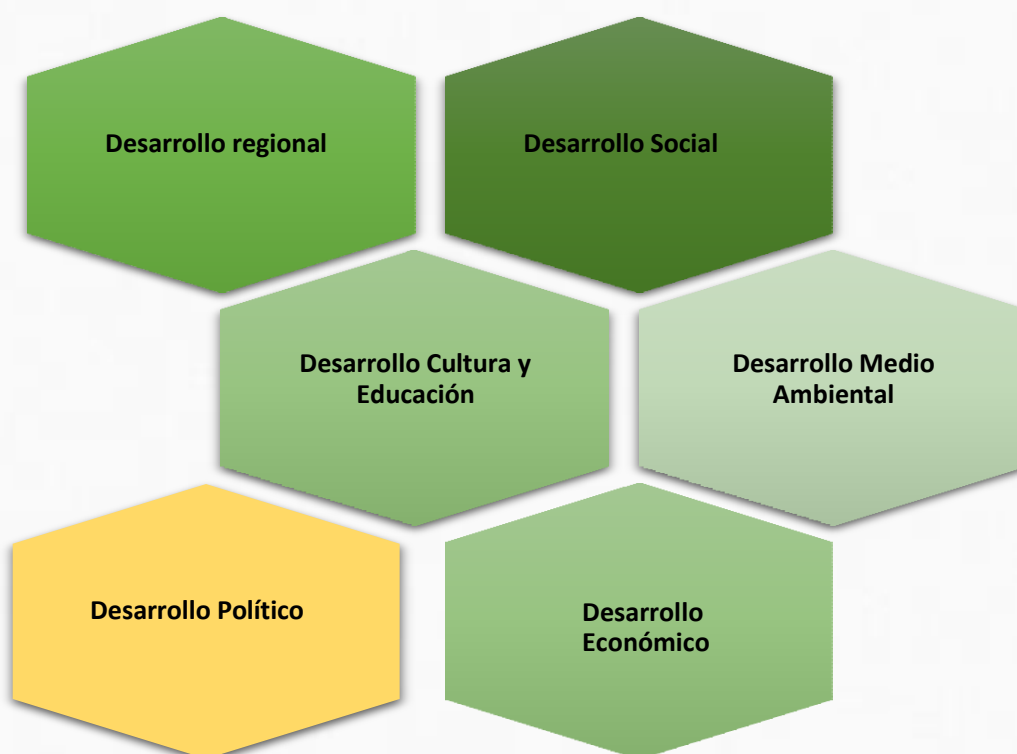 Desarrollo regional
Desarrollo Social
Desarrollo Cultura y
Educación
Desarrollo Medio
Ambiental
Desarrollo Político
Desarrollo
Económico